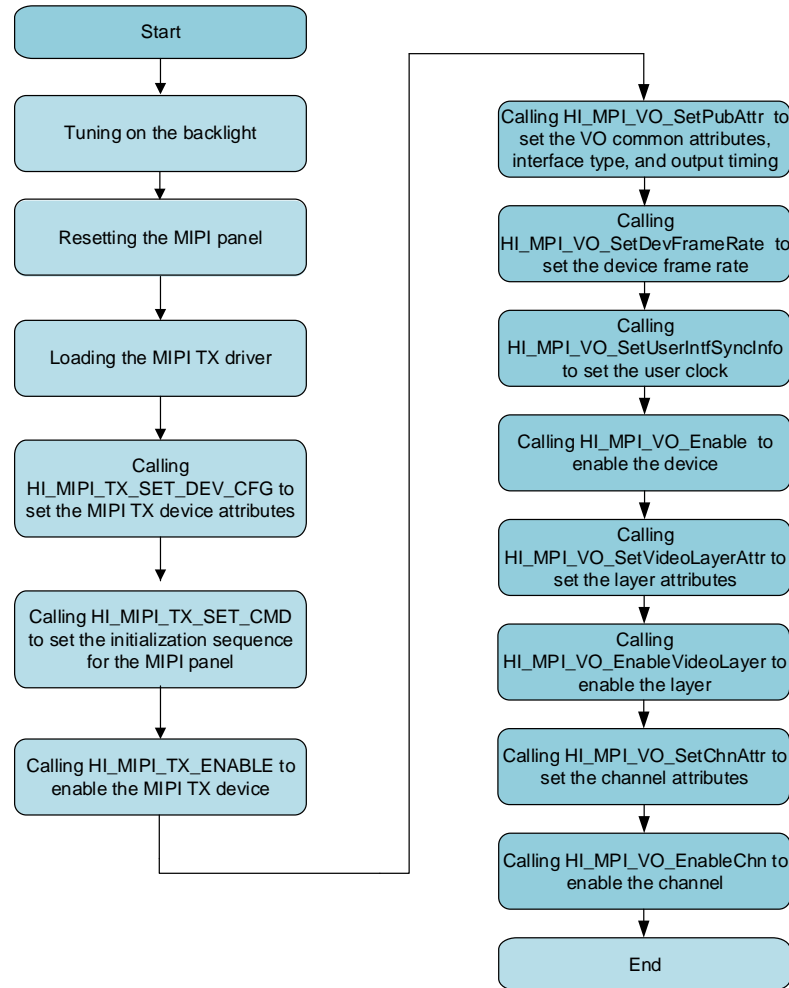 Start
Tuning on the backlight
Resetting the MIPI panel
Loading the MIPI TX driver
Calling
HI_MIPI_TX_SET_DEV_CFG to
set the MIPI TX device attributes
Calling HI_MIPI_TX_SET_CMD
to set the initialization sequence
for the MIPI panel
Calling HI_MIPI_TX_ENABLE to
enable the MIPI TX device
Calling HI_MPI_VO_SetPubAttr to
set the VO common attributes,
interface type, and output timing
Calling
HI_MPI_VO_SetDevFrameRate to
set the device frame rate
Calling
HI_MPI_VO_SetUserIntfSyncInfo
to set the user clock
Calling HI_MPI_VO_Enable to
enable the device
Calling
HI_MPI_VO_SetVideoLayerAttr to
set the layer attributes
Calling
HI_MPI_VO_EnableVideoLayer to
enable the layer
Calling HI_MPI_VO_SetChnAttr to
set the channel attributes
Calling HI_MPI_VO_EnableChn to
enable the channel
End